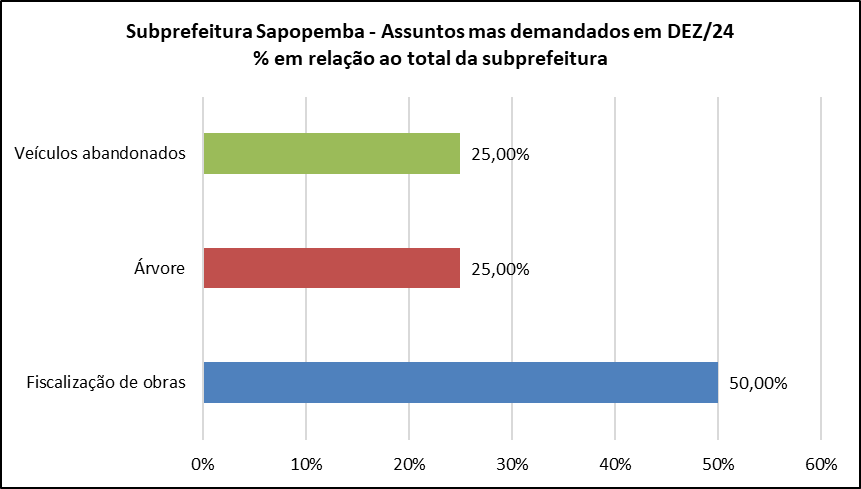 Subprefeitura Sapopemba - Assuntos mas demandados em DEZ/24
% em relação ao total da subprefeitura
Veículos abandonados
25,00%
Árvore
25,00%
Fiscalização de obras
50,00%
0%
10%
20%
30%
40%
50%
60%